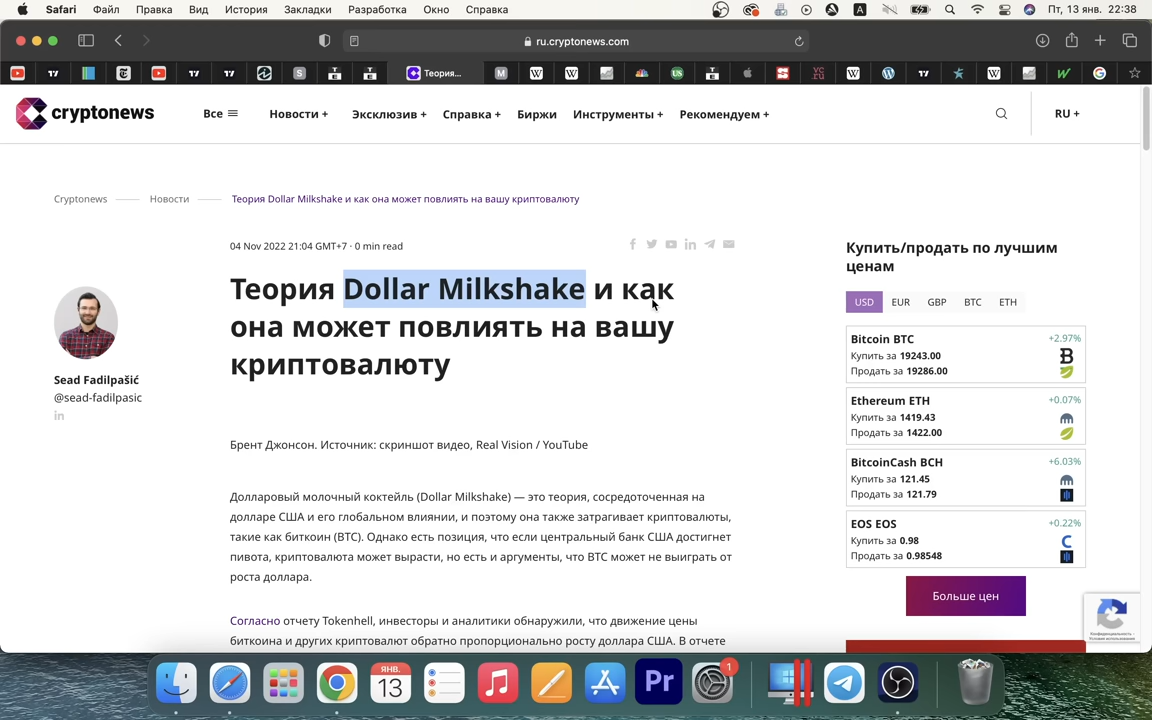 Safari Файл Правка Вид История Закладки Разработка Окно Справка
A
Пт, 13 янв. 22:38
ru.cryptonews.com
Теория...
cryptonews
Все
Новости +
Эксклюзив +
Справка +
Биржи
Инструменты +
Рекомендуем +
RU +
Cryptonews
Новости
Теория Dollar Milkshake и как она может повлиять на вашу криптовалюту
04 Nov 2022 21:04 GMT+7 · 0 min read
Теория Dollar Milkshake и как
она может повлиять на вашу
криптовалюту
Sead Fadilpašić
@sead-fadilpasic
in
Брент Джонсон. Источник: скриншот видео, Real Vision / YouTube
Долларовый молочный коктейль (Dollar Milkshake) — это теория, сосредоточенная на
долларе США и его глобальном влиянии, и поэтому она также затрагивает криптовалюты,
такие как биткоин (BTC). Однако есть позиция, что если центральный банк США достигнет
пивота, криптовалюта может вырасти, но есть и аргументы, что BTC может не выиграть от
роста доллара.
Согласно отчету Tokenhell, инвесторы и аналитики обнаружили, что движение цены
биткоина и других криптовалют обратно пропорционально росту доллара США. В отчете
Купить/продать по лучшим
ценам
USD EUR GBP BTC ETH
Bitcoin BTC +2.97%
Купить за 19243.00
Продать за 19286.00
Ethereum ETH +0.07%
Купить за 1419.43
Продать за 1422.00
BitcoinCash BCH +6.03%
Купить за 121.45
Продать за 121.79
EOS EOS +0.22%
Купить за 0.98
Продать за 0.98548
Больше цен
ЯНВ.
13
Pr
1